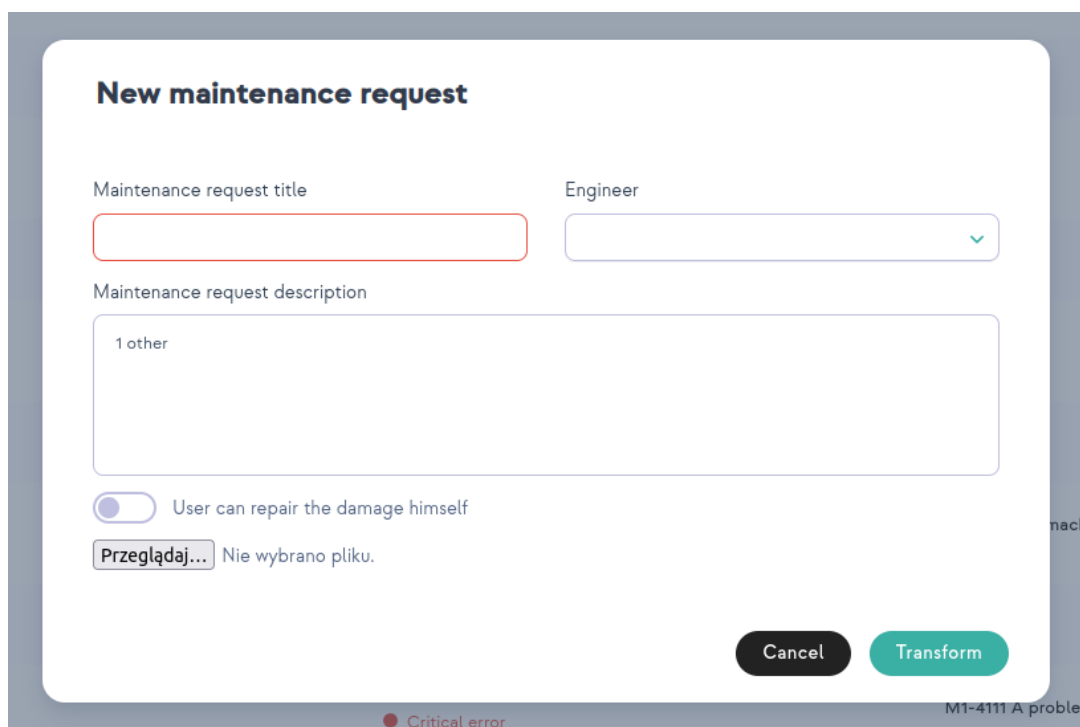 New maintenance request
Maintenance request title
Engineer
Maintenance request description
1 other
User can repair the damage himself
Przeglądaj... Nie wybrano pliku.
Cancel
Transform
M1-4111 A proble
Critical error